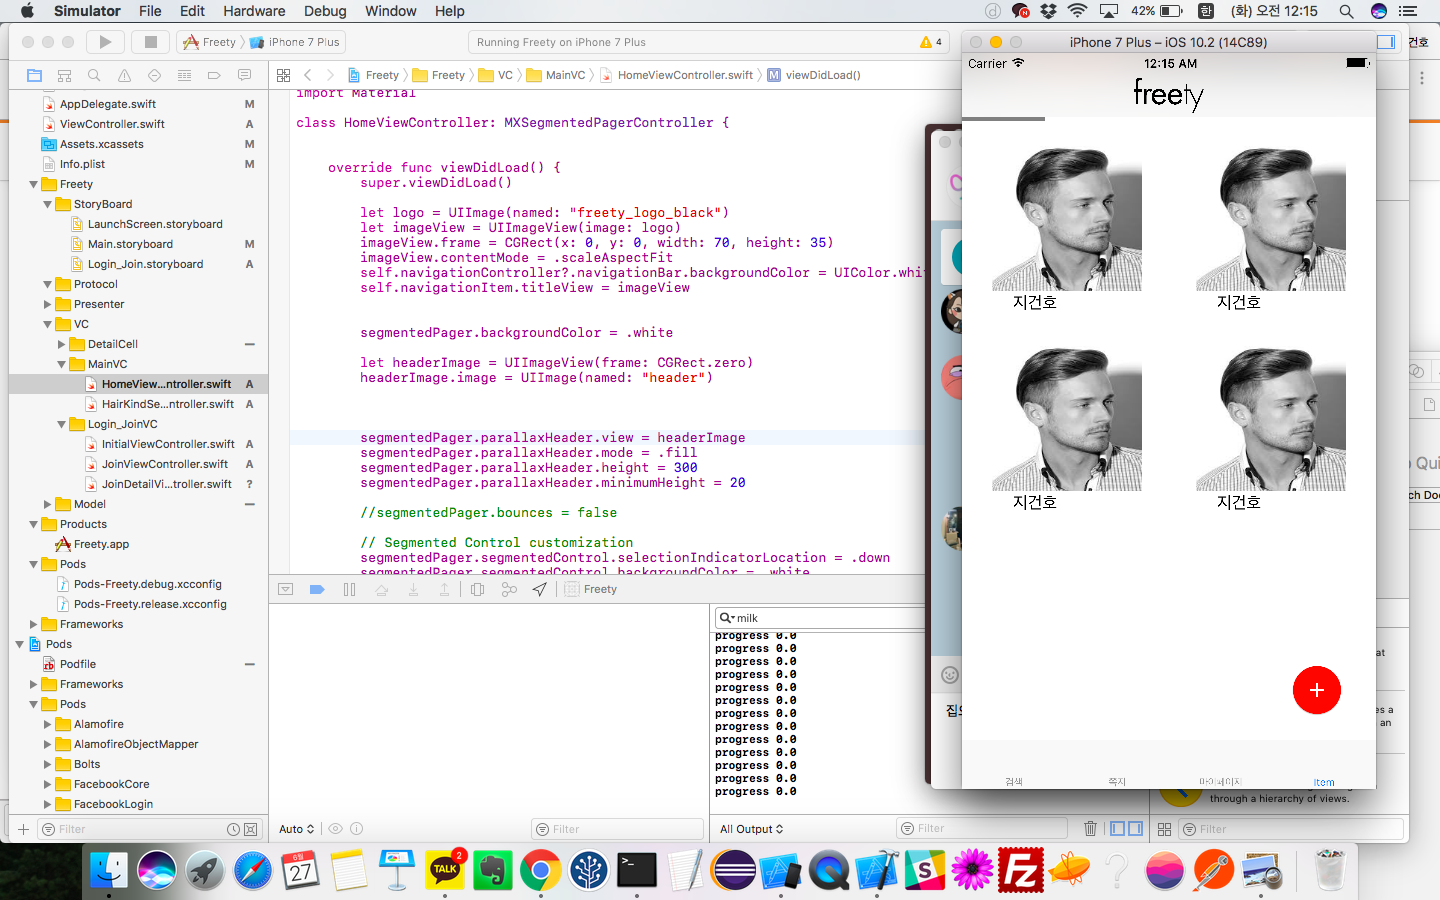 Simulator File Edit Hardware Debug Window Help
42% 한 (화) 오전 12:15
Freety iPhone 7 Plus
Running Freety on iPhone 7 Plus
4
Freety Freety VC MainVC HomeViewController.swift M viewDidLoad()
AppDelegate.swift M
ViewController.swift A
Assets.xcassets M
Info.plist M
Freety
StoryBoard
LaunchScreen.storyboard
Main.storyboard M
Login_Join.storyboard A
Protocol
Presenter
VC
DetailCell
MainVC
HomeView...ntroller.swift A
HairKindSe...ntroller.swift A
Login_JoinVC
InitialViewController.swift A
JoinViewController.swift A
JoinDetailVi...troller.swift ?
Model
Products
Freety.app
Pods
Pods-Freety.debug.xcconfig
Pods-Freety.release.xcconfig
Frameworks
Pods
Podfile
Frameworks
Pods
Alamofire
AlamofireObjectMapper
Bolts
FacebookCore
FacebookLogin
Filter
import Material
class HomeViewController: MXSegmentedPagerController {
override func viewDidLoad() {
super.viewDidLoad()
let logo = UIImage(named: "freety_logo_black")
let imageView = UIImageView(image: logo)
imageView.frame = CGRect(x: 0, y: 0, width: 70, height: 35)
imageView.contentMode = .scaleAspectFit
self.navigationController?.navigationBar.backgroundColor = UIColor.whi
self.navigationItem.titleView = imageView
segmentedPager.backgroundColor = .white
let headerImage = UIImageView(frame: CGRect.zero)
headerImage.image = UIImage(named: "header")
segmentedPager.parallaxHeader.view = headerImage
segmentedPager.parallaxHeader.mode = .fill
segmentedPager.parallaxHeader.height = 300
segmentedPager.parallaxHeader.minimumHeight = 20
//segmentedPager.bounces = false
// Segmented Control customization
segmentedPager.segmentedControl.selectionIndicatorLocation = .down
segmentedPager.segmentedControl.backgroundColor = .white
Freety
milk
progress 0.0
progress 0.0
progress 0.0
progress 0.0
progress 0.0
progress 0.0
progress 0.0
progress 0.0
progress 0.0
progress 0.0
progress 0.0
progress 0.0
progress 0.0
Auto
Filter
All Output
Filter
Filter
iPhone 7 Plus – iOS 10.2 (14C89)
Carrier 12:15 AM
freety
지건호
지건호
지건호
지건호
+
검색 쪽지 마이페이지 Item
건호
Qui
ch Doc
at
es a
an
through a hierarchy of views.
6월
27
TALK
2